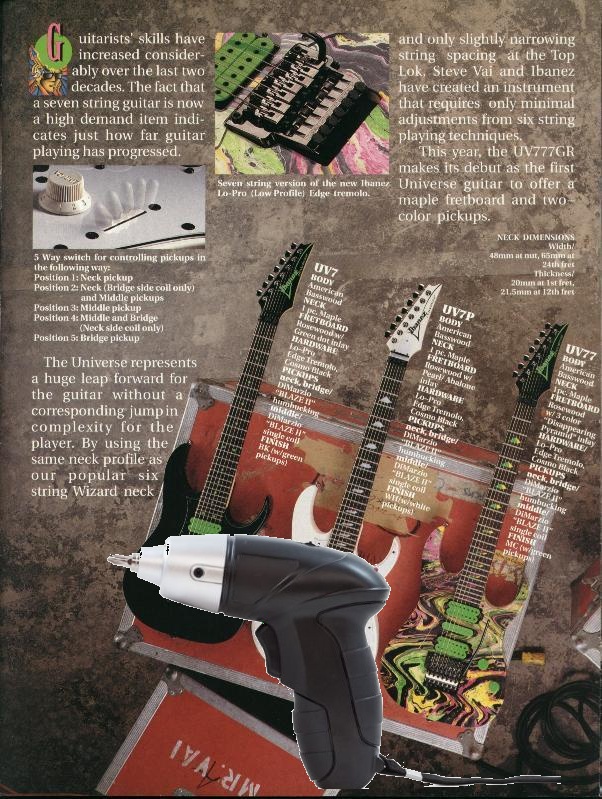 Guitarists' skills have
increased consider-
ably over the last two
decades. The fact that
a seven string guitar is now
a high demand item indi-
cates just how far guitar
playing has progressed.
5 Way switch for controlling pickups in
the following way:
Position 1: Neck pickup
Position 2: Neck (Bridge side coil only)
and Middle pickups
Position 3: Middle pickup
Position 4: Middle and Bridge
(Neck side coil only)
Position 5: Bridge pickup
The Universe represents
a huge leap forward for
the guitar without a
corresponding jump in
complexity for the
player. By using the
same neck profile as
our popular six
string Wizard neck
Seven string version of the new Ibanez
Lo-Pro (Low Profile) Edge tremolo.
and only slightly narrowing
string spacing at the Top
Lok, Steve Vai and Ibanez
have created an instrument
that requires only minimal
adjustments from six string
playing techniques.
This year, the UV777GR
makes its debut as the first
Universe guitar to offer a
maple fretboard and two-
color pickups.
NECK DIMENSIONS
Width/
48mm at nut, 65mm at
24th fret
Thickness/
20mm at 1st fret,
21.5mm at 12th fret
UV7
BODY
American
Basswood
NECK
1 pc. Maple
FRETBOARD
Rosewood w/
Green dot inlay
HARDWARE
Lo-Pro
Edge Tremolo,
Cosmo Black
PICKUPS
neck, bridge/
DiMarzio
"BLAZE II"
humbucking
middle/
DiMarzio
"BLAZE II"
single coil
FINISH
BK (w/green
pickups)
UV7P
BODY
American
Basswood
NECK
1 pc. Maple
FRETBOARD
Rosewood w/
Pearl/Abalone
inlay
HARDWARE
Lo-Pro
Edge Tremolo,
Cosmo Black
PICKUPS
neck, bridge/
DiMarzio
"BLAZE II"
humbucking
middle/
DiMarzio
"BLAZE II"
single coil
FINISH
WH(w/white
pickups)
UV77
BODY
American
Basswood
NECK
1 pc. Maple
FRETBOARD
Rosewood
w/3 color
"Disappearing
Pyramid" inlay
HARDWARE/
Lo-Pro
Edge Tremolo,
Cosmo Black
PICKUPS
neck, bridge/
DiMarzio
"BLAZE II"
humbucking
middle/
DiMarzio
"BLAZE II"
single coil
FINISH
MC (w/green
pickups)
MR. VAI